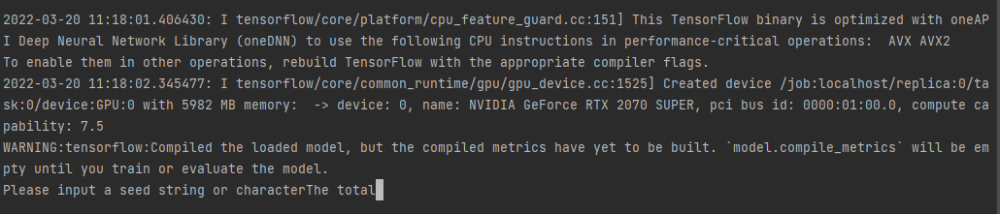 2022-03-20 11:18:01.406430: I tensorflow/core/platform/cpu_feature_guard.cc:151] This TensorFlow binary is optimized with oneAP
I Deep Neural Network Library (oneDNN) to use the following CPU instructions in performance-critical operations:  AVX AVX2
To enable them in other operations, rebuild TensorFlow with the appropriate compiler flags.
2022-03-20 11:18:02.345477: I tensorflow/core/common_runtime/gpu/gpu_device.cc:1525] Created device /job:localhost/replica:0/ta
sk:0/device:GPU:0 with 5982 MB memory:  -> device: 0, name: NVIDIA GeForce RTX 2070 SUPER, pci bus id: 0000:01:00.0, compute ca
pability: 7.5
WARNING:tensorflow:Compiled the loaded model, but the compiled metrics have yet to be built. `model.compile_metrics` will be em
pty until you train or evaluate the model.
Please input a seed string or characterThe total